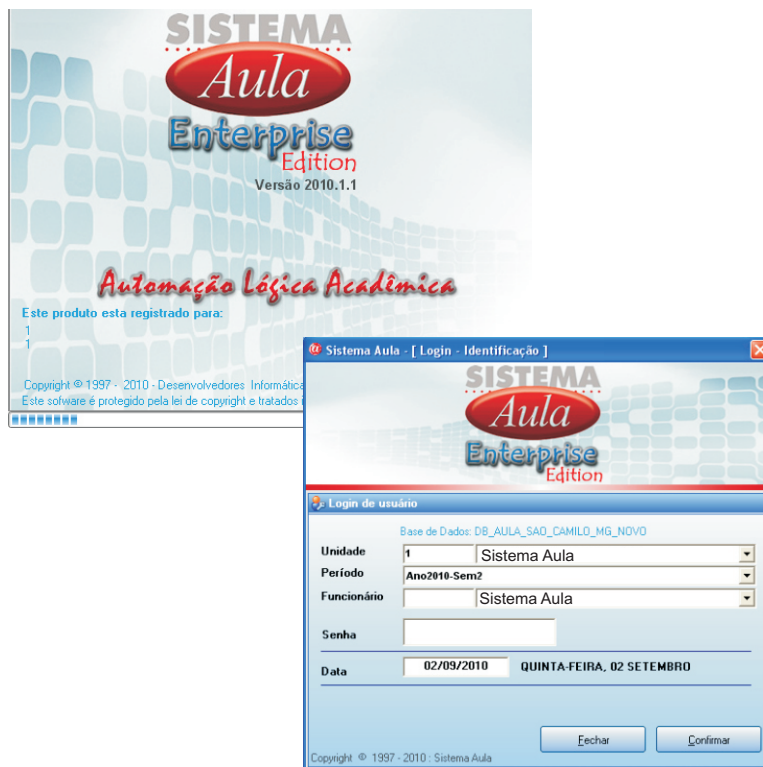 SISTEMA
Aula
Enterprise
Edition
Versão 2010.1.1
Automação Lógica Acadêmica
Este produto esta registrado para:
1
1
Copyright © 1997 - 2010 - Desenvolvedores Informática
Este sofware é protegido pela lei de copyright e tratados
Sistema Aula - [ Login - Identificação ]
SISTEMA
Aula
Enterprise
Edition
Login de usuário
Base de Dados: DB_AULA_SAO_CAMILO_MG_NOVO
Unidade 1 Sistema Aula
Período Ano2010-Sem2
Funcionário Sistema Aula
Senha
Data 02/09/2010 QUINTA-FEIRA, 02 SETEMBRO
Fechar Confirmar
Copyright © 1997 - 2010 : Sistema Aula